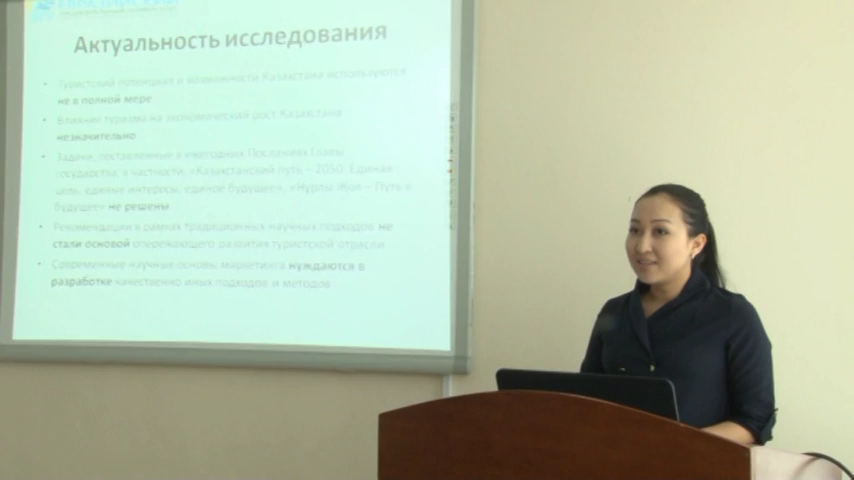 Актуальность исследования
• Туристский потенциал и возможности Казахстана используются
не в полной мере
• Влияние туризма на экономический рост Казахстана
незначительно
• Задачи, поставленные в ежегодных Посланиях Главы
государства, в частности, «Казахстанский путь – 2050: Единая
цель, единые интересы, единое будущее», «Нурлы Жол – Путь в
будущее» не решены
• Рекомендации в рамках традиционных научных подходов не
стали основой опережающего развития туристской отрасли
• Современные научные основы маркетинга нуждаются в
разработке качественно иных подходов и методов